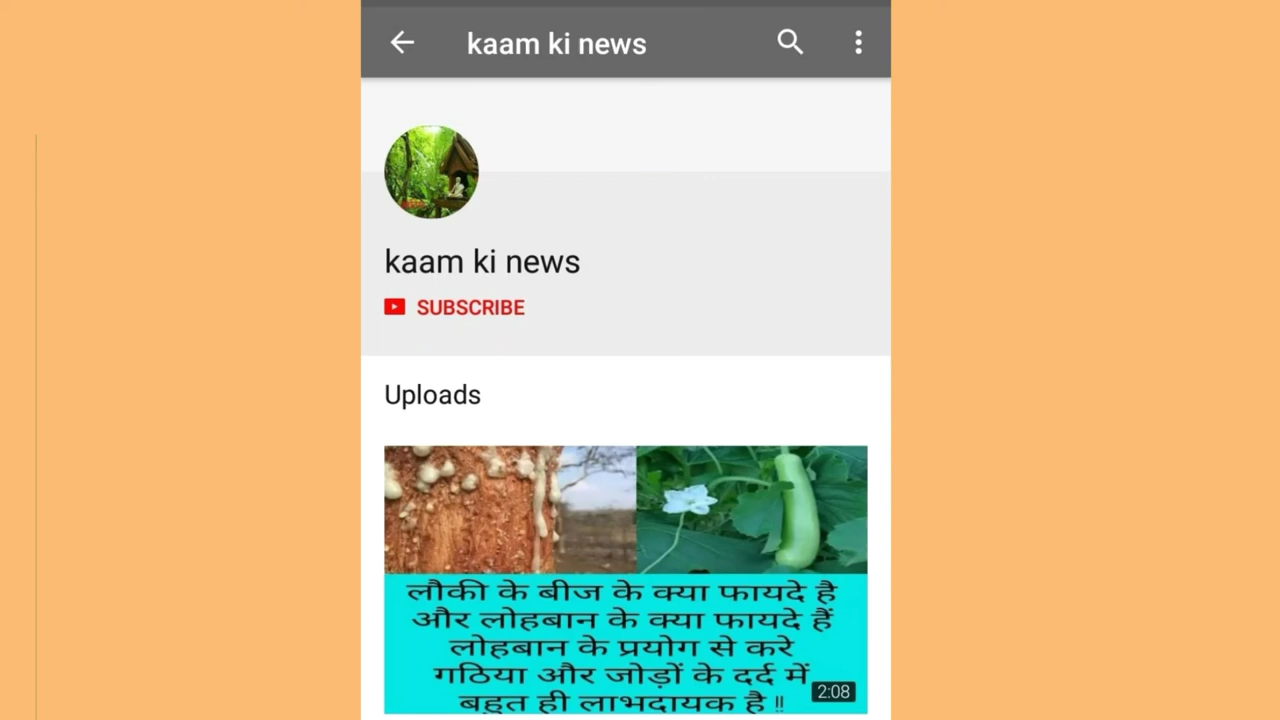 kaam ki news
kaam ki news
SUBSCRIBE
Uploads
लौकी के बीज के क्या फायदे है
और लोहबान के क्या फायदे हैं
लोहबान के प्रयोग से करे
गठिया और जोड़ों के दर्द में
बहुत ही लाभदायक है !!
2:08